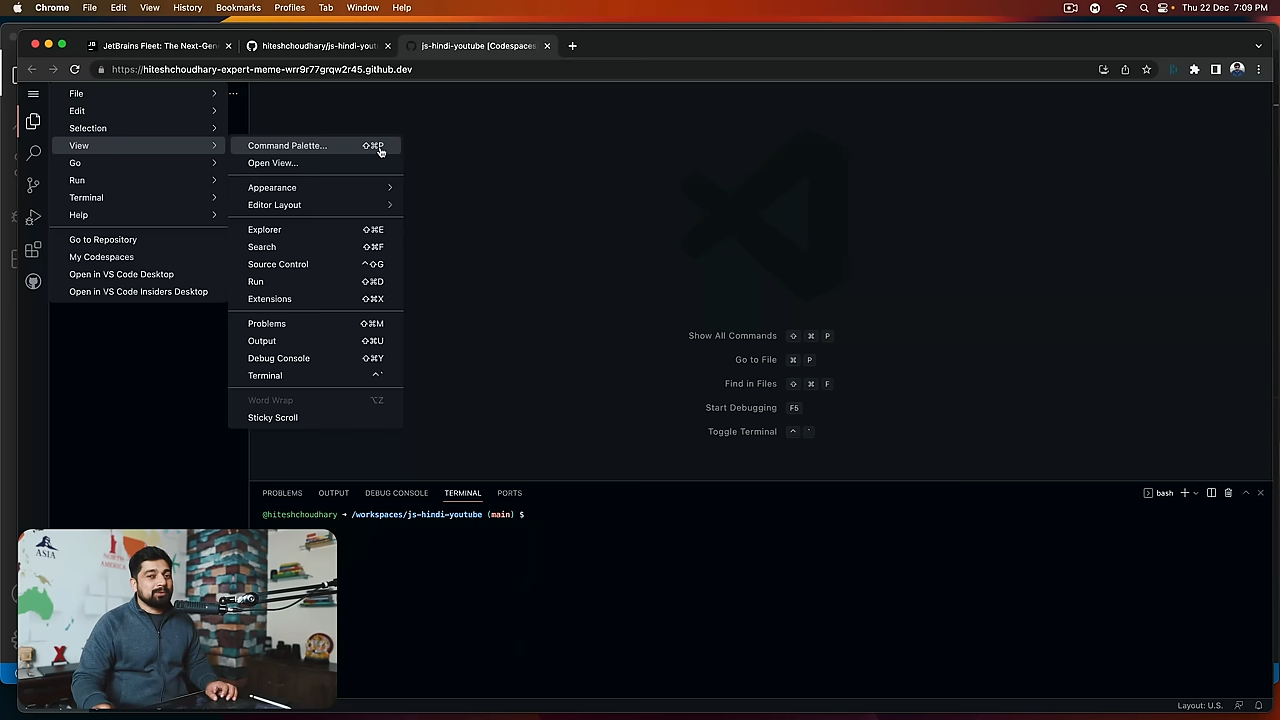 Chrome File Edit View History Bookmarks Profiles Tab Window Help Thu 22 Dec 7:09 PM
JetBrains Fleet: The Next-Gen
hiteshchoudhary/js-hindi-yout
js-hindi-youtube [Codespaces
https://hiteshchoudhary-expert-meme-wrr9r77grqw2r45.github.dev
File
Edit
Selection
View
Go
Run
Terminal
Help
Go to Repository
My Codespaces
Open in VS Code Desktop
Open in VS Code Insiders Desktop
Command Palette... ⇧⌘P
Open View...
Appearance
Editor Layout
Explorer ⇧⌘E
Search ⇧⌘F
Source Control ⌃⇧G
Run ⇧⌘D
Extensions ⇧⌘X
Problems ⇧⌘M
Output ⇧⌘U
Debug Console ⇧⌘Y
Terminal ⌃`
Word Wrap ⌥Z
Sticky Scroll
Show All Commands ⇧ ⌘ P
Go to File ⌘ P
Find in Files ⇧ ⌘ F
Start Debugging F5
Toggle Terminal ⌃ `
PROBLEMS OUTPUT DEBUG CONSOLE TERMINAL PORTS bash
@hiteshchoudhary ➜ /workspaces/js-hindi-youtube (main) $
ASIA
NORTH
AMERICA
Layout: U.S.